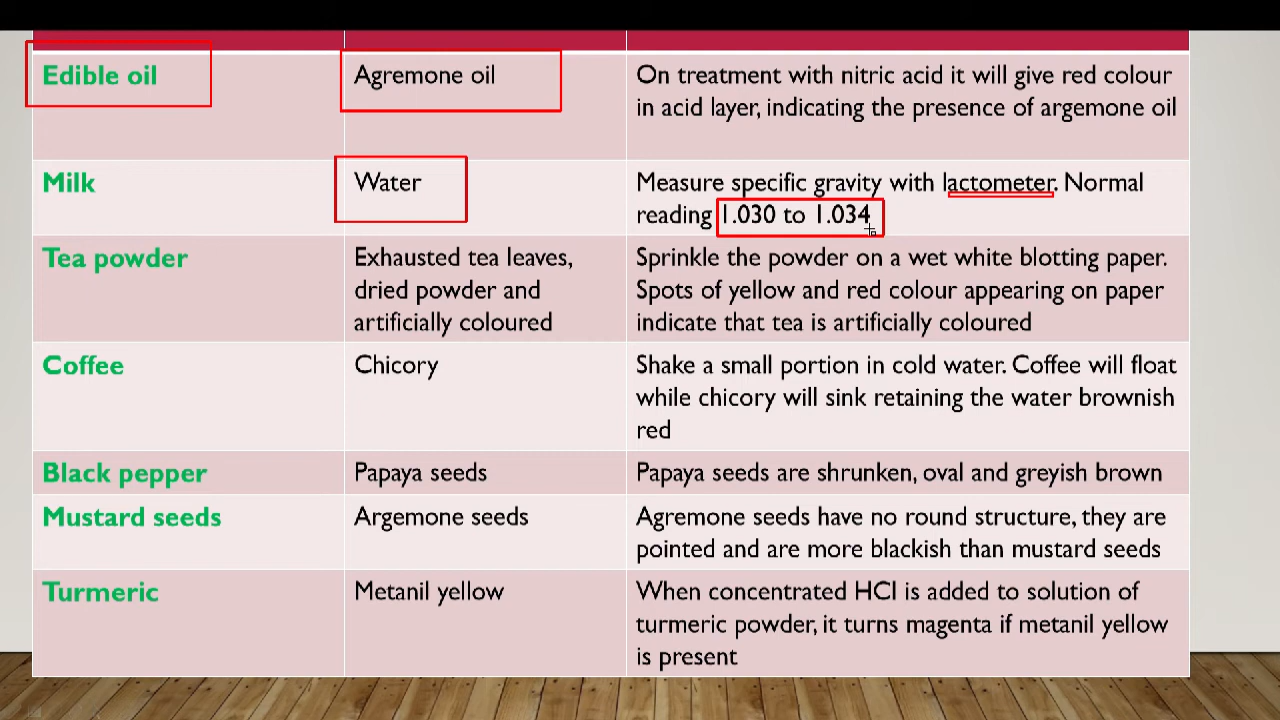 Edible oil
Agremone oil
On treatment with nitric acid it will give red colour
in acid layer, indicating the presence of argemone oil
Milk
Water
Measure specific gravity with lactometer. Normal
reading 1.030 to 1.034
Tea powder
Exhausted tea leaves,
dried powder and
artificially coloured
Sprinkle the powder on a wet white blotting paper.
Spots of yellow and red colour appearing on paper
indicate that tea is artificially coloured
Coffee
Chicory
Shake a small portion in cold water. Coffee will float
while chicory will sink retaining the water brownish
red
Black pepper
Papaya seeds
Papaya seeds are shrunken, oval and greyish brown
Mustard seeds
Argemone seeds
Agremone seeds have no round structure, they are
pointed and are more blackish than mustard seeds
Turmeric
Metanil yellow
When concentrated HCl is added to solution of
turmeric powder, it turns magenta if metanil yellow
is present